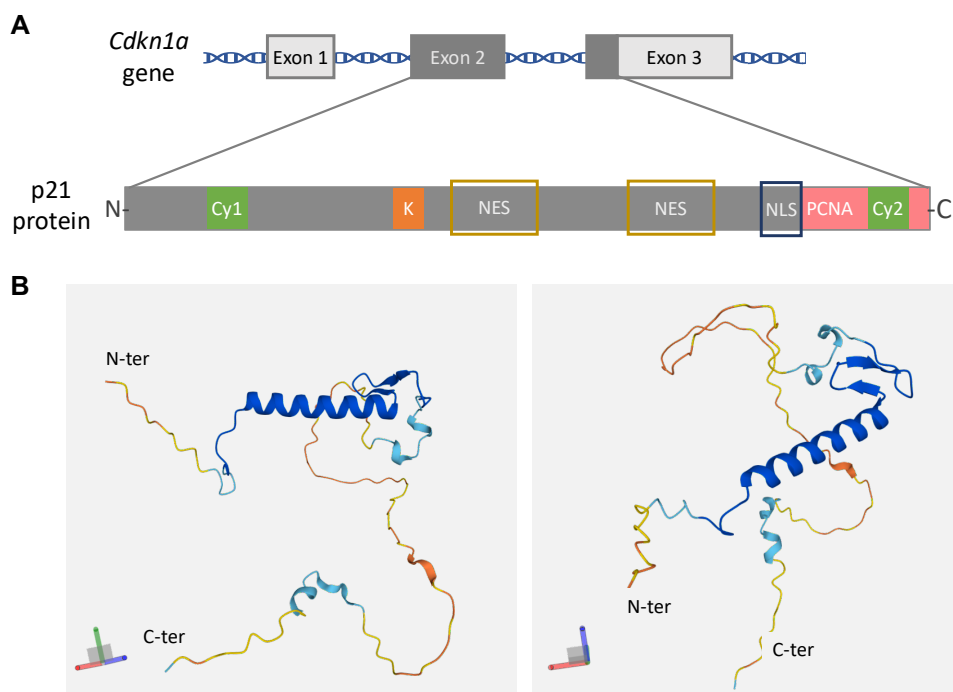 A
Cdkn1a
gene
Exon 1
Exon 2
Exon 3
p21
protein
N-
Cy1
K
NES
NES
NLS
PCNA
Cy2
-C
B
N-ter
C-ter
N-ter
C-ter